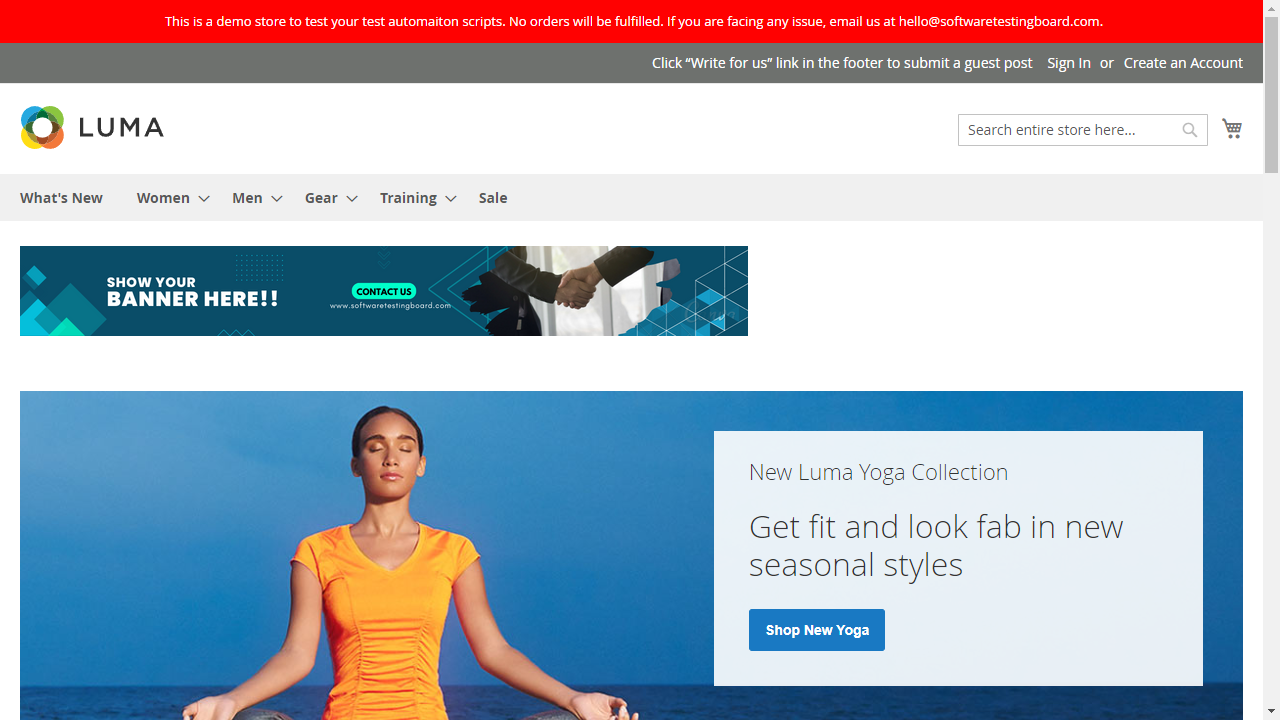 This is a demo store to test your test automaiton scripts. No orders will be fulfilled. If you are facing any issue, email us at hello@softwaretestingboard.com.
Click “Write for us” link in the footer to submit a guest post Sign In or Create an Account
LUMA
Search entire store here...
What's New Women Men Gear Training Sale
SHOW YOUR
BANNER HERE!!
CONTACT US
www.softwaretestingboard.com
New Luma Yoga Collection
Get fit and look fab in new
seasonal styles
Shop New Yoga